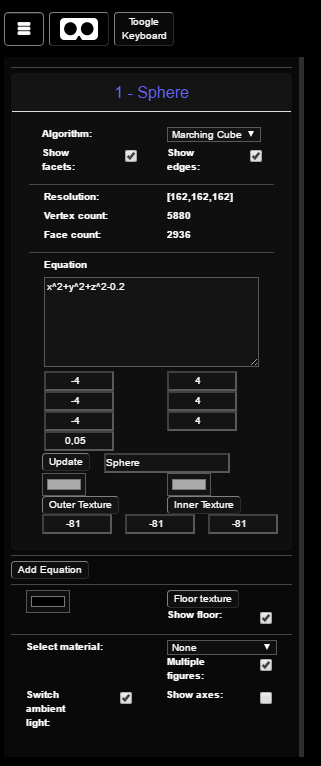 Toogle
Keyboard
1 - Sphere
Algorithm:
Marching Cube
Show
facets:
Show
edges:
Resolution:
[162,162,162]
Vertex count:
5880
Face count:
2936
Equation
x^2+y^2+z^2-0.2
-4
4
-4
4
-4
4
0,05
Update
Sphere
Outer Texture
Inner Texture
-81
-81
-81
Add Equation
Floor texture
Show floor:
Select material:
None
Multiple
figures:
Switch
ambient
light:
Show axes: